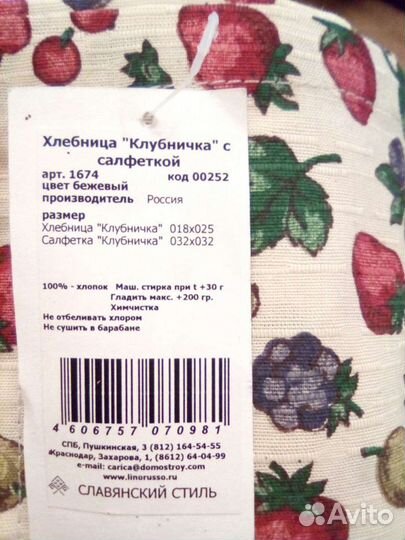 Хлебница "Клубничка" с
салфеткой
арт. 1674 код 00252
цвет бежевый
производитель Россия
размер
Хлебница "Клубничка" 018х025
Салфетка "Клубничка" 032х032
100% - хлопок Маш. стирка при t +30 г
Гладить макс. +200 гр.
Химчистка
Не отбеливать хлором
Не сушить в барабане
4 606757 070981
СПБ, Пушкинская, 3 (812) 164-54-55
Краснодар, Захарова, 1 (8612) 64-04-99
e-mail: carica@domostroy.com
www.linorusso.ru
СЛАВЯНСКИЙ СТИЛЬ
Avito